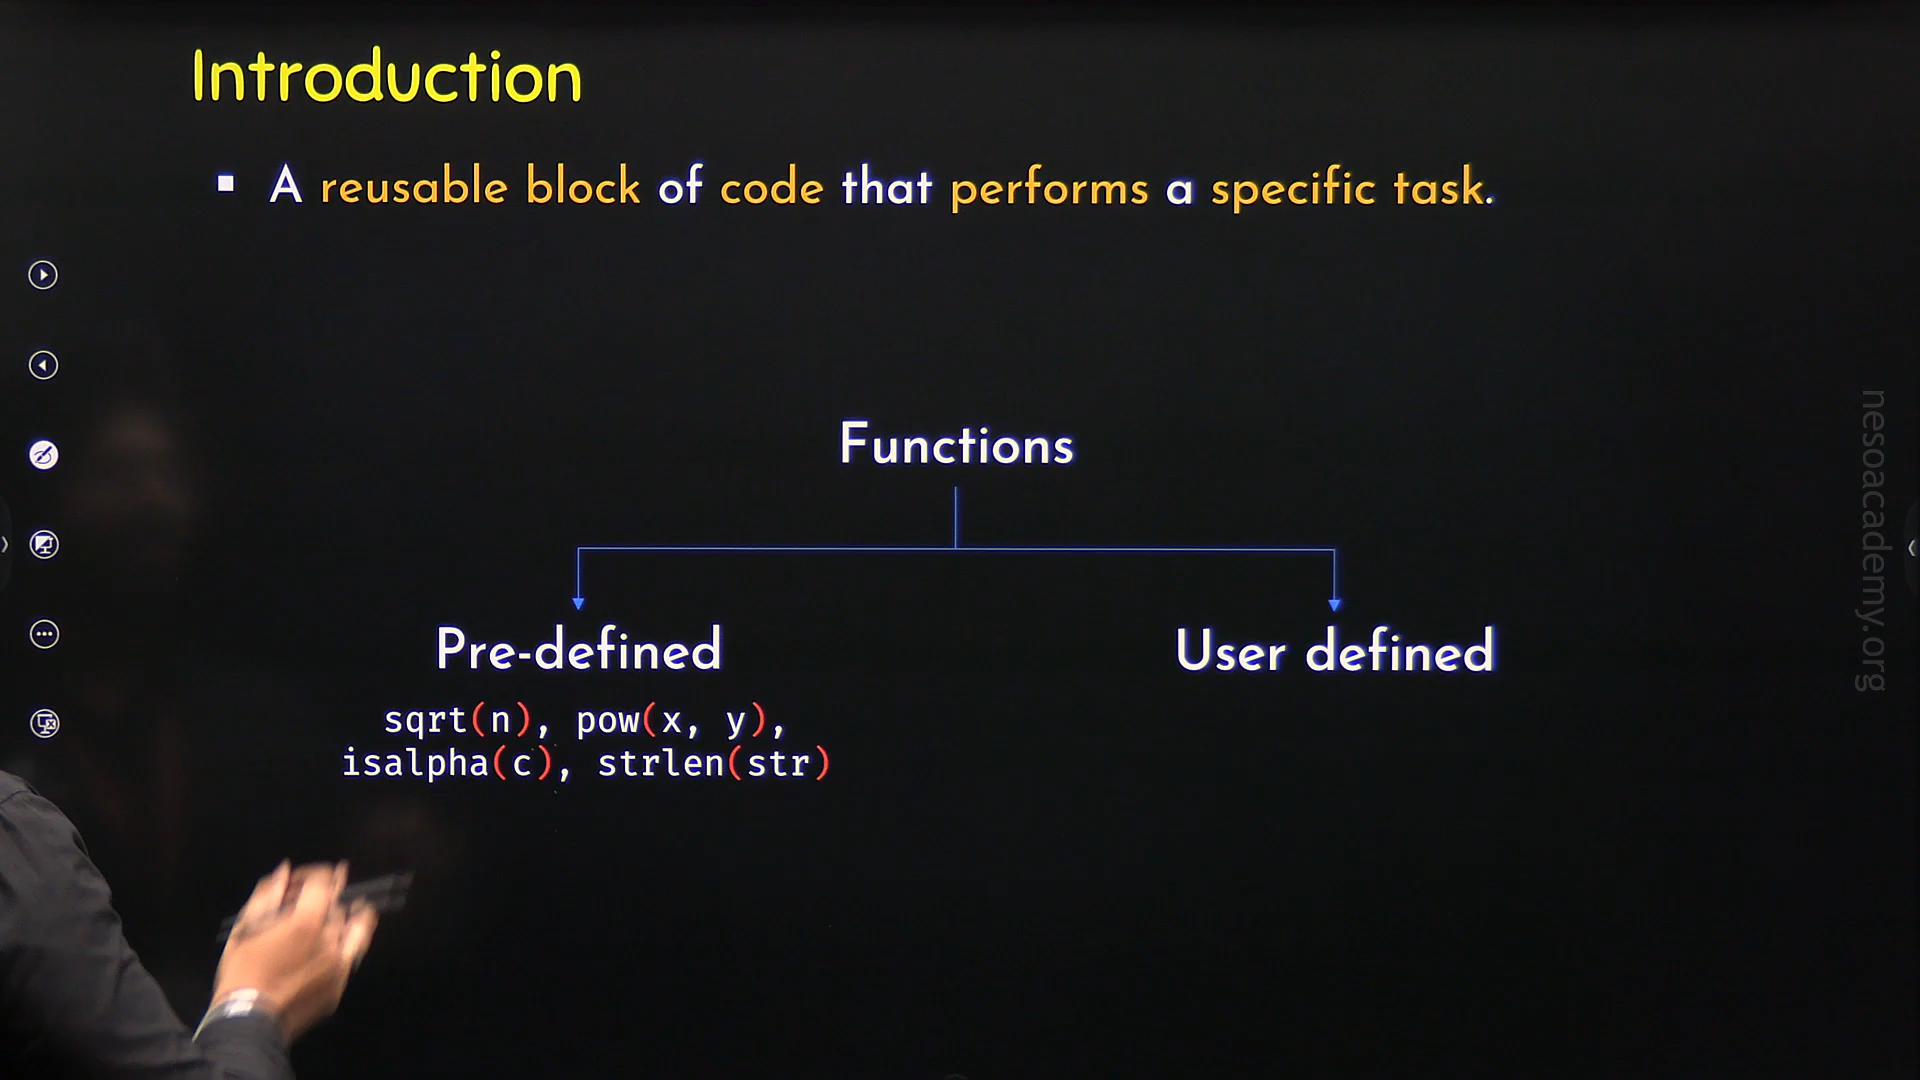 Introduction
▪ A reusable block of code that performs a specific task.
Functions
Pre-defined
User defined
sqrt(n), pow(x, y),
isalpha(c), strlen(str)
nesoacademy.org